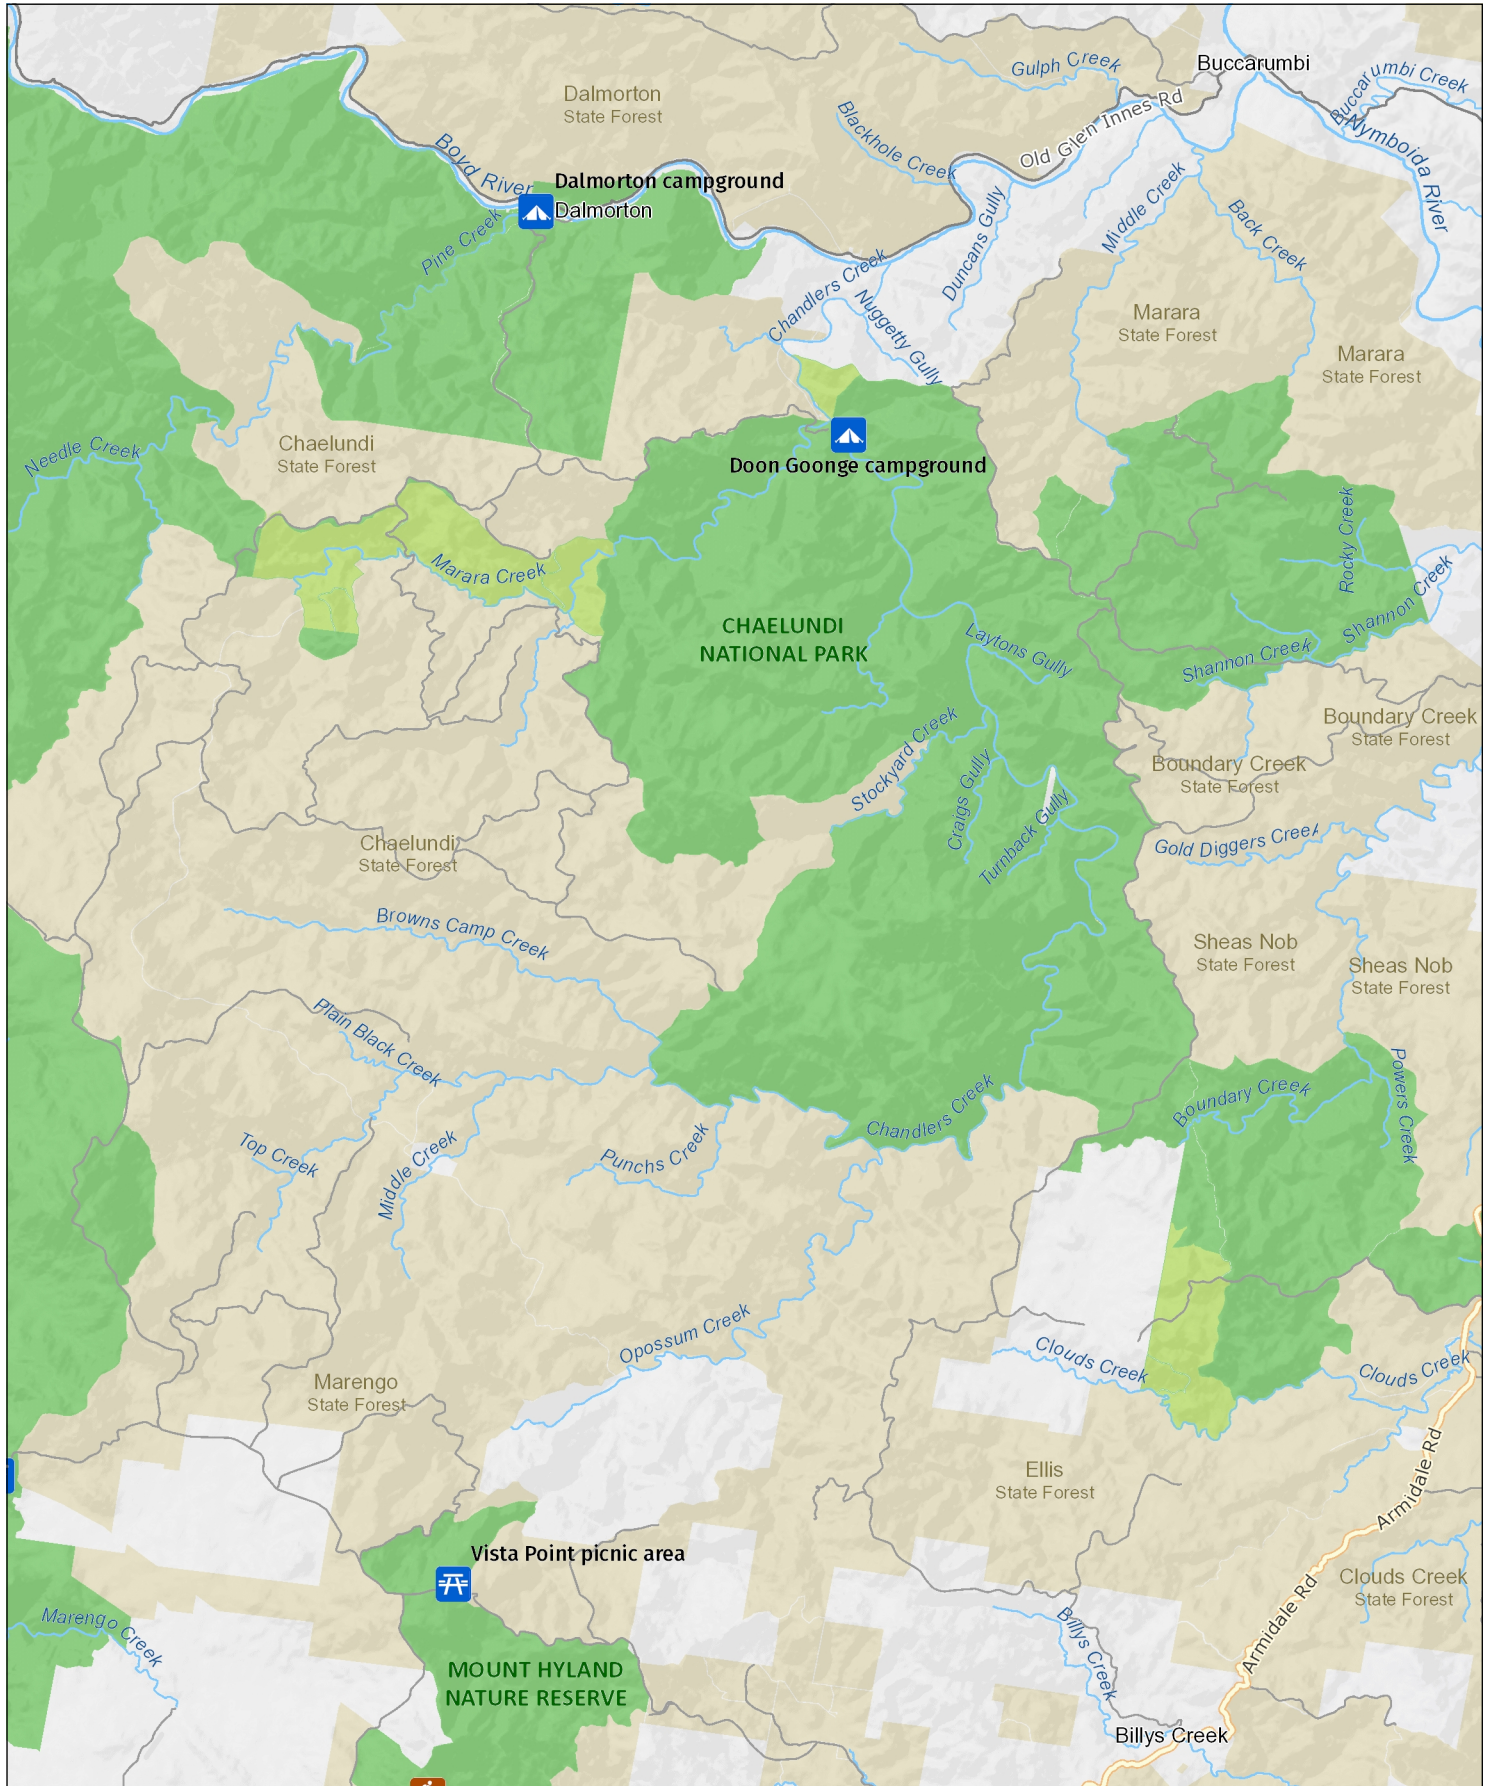 Buccarumbi
Gulph Creek
Buccarumbi Creek
Dalmorton
State Forest
Old Glen Innes Rd
Blackhole Creek
Nymboida River
Boyd River
Dalmorton campground
Dalmorton
Pine Creek
Middle Creek
Back Creek
Duncans Gully
Chandlers Creek
Nuggetty Gully
Marara
State Forest
Marara
State Forest
Needle Creek
Chaelundi
State Forest
Doon Goonge campground
Rocky Creek
Marara Creek
Shannon Creek
CHAELUNDI
NATIONAL PARK
Laytons Gully
Shannon Creek
Boundary Creek
State Forest
Boundary Creek
State Forest
Stockyard Creek
Craigs Gully
Turnback Gully
Gold Diggers Creek
Chaelundi
State Forest
Browns Camp Creek
Sheas Nob
State Forest
Sheas Nob
State Forest
Plain Black Creek
Boundary Creek
Powers Creek
Chandlers Creek
Top Creek
Middle Creek
Punchs Creek
Opossum Creek
Clouds Creek
Clouds Creek
Marengo
State Forest
Armidale Rd
Ellis
State Forest
Vista Point picnic area
Clouds Creek
State Forest
Armidale Rd
Marengo Creek
Billys Creek
MOUNT HYLAND
NATURE RESERVE
Billys Creek